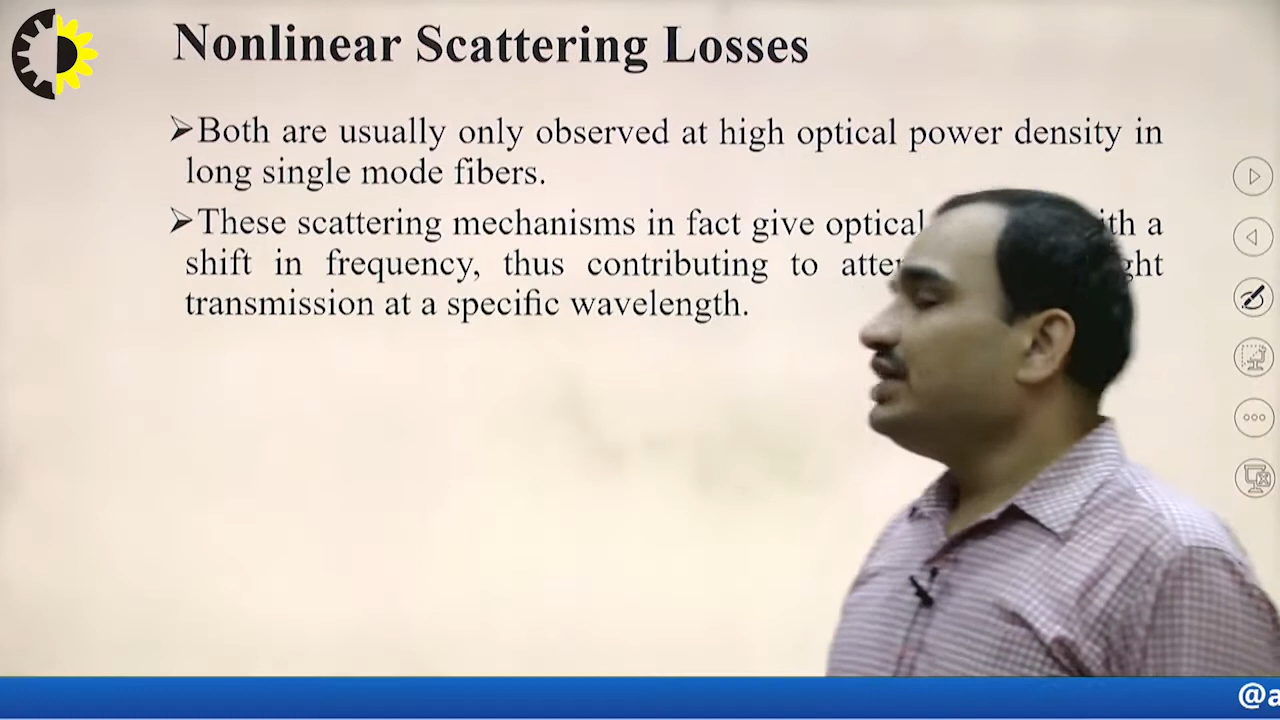 Nonlinear Scattering Losses
➢Both are usually only observed at high optical power density in
long single mode fibers.
➢These scattering mechanisms in fact give optical a
shift in frequency, thus contributing to
transmission at a specific wavelength.
@a